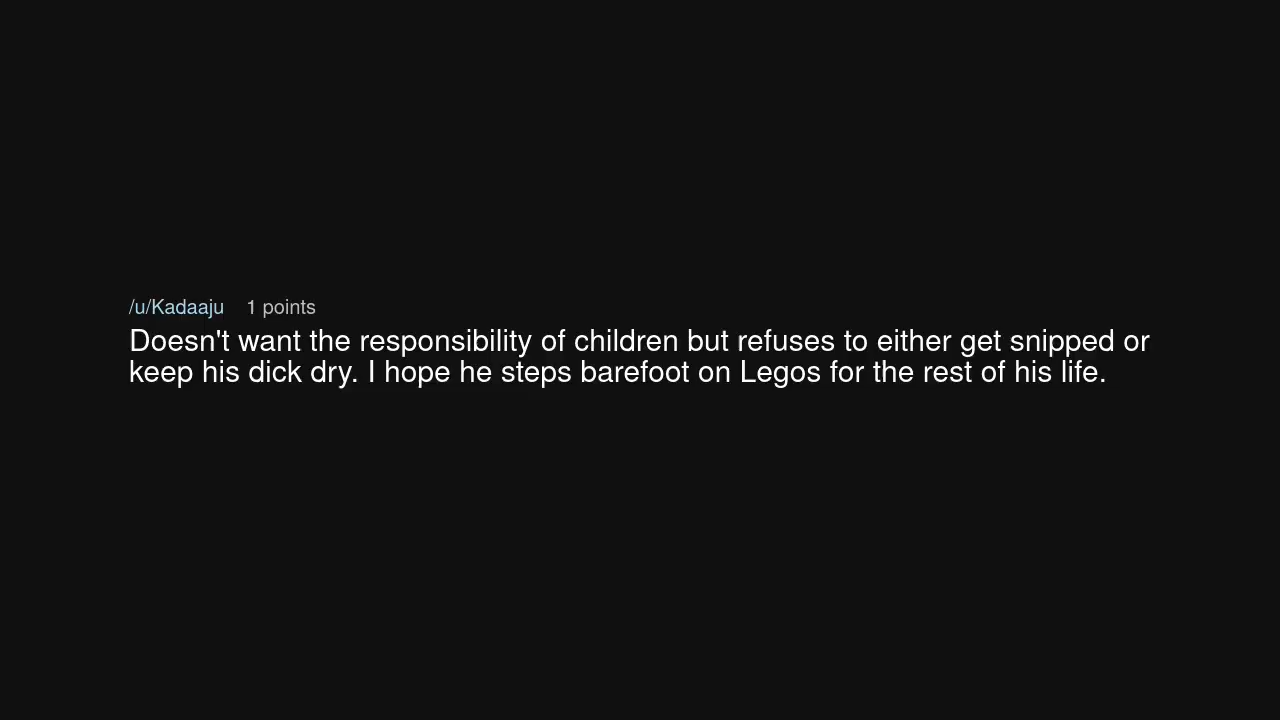 /u/Kadaaju 1 points
Doesn't want the responsibility of children but refuses to either get snipped or
keep his dick dry. I hope he steps barefoot on Legos for the rest of his life.